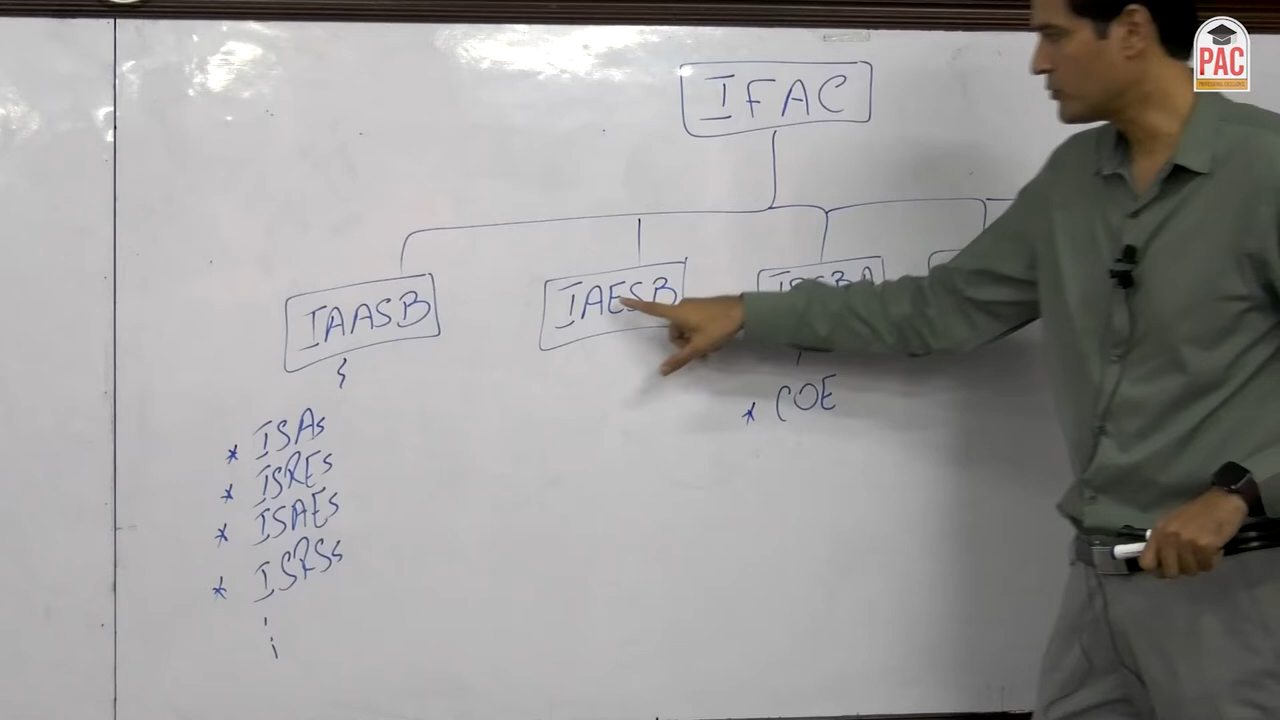 PAC
IFAC
IAASB
IAESB
* COE
* ISAs
* ISREs
* ISAEs
* ISRSs